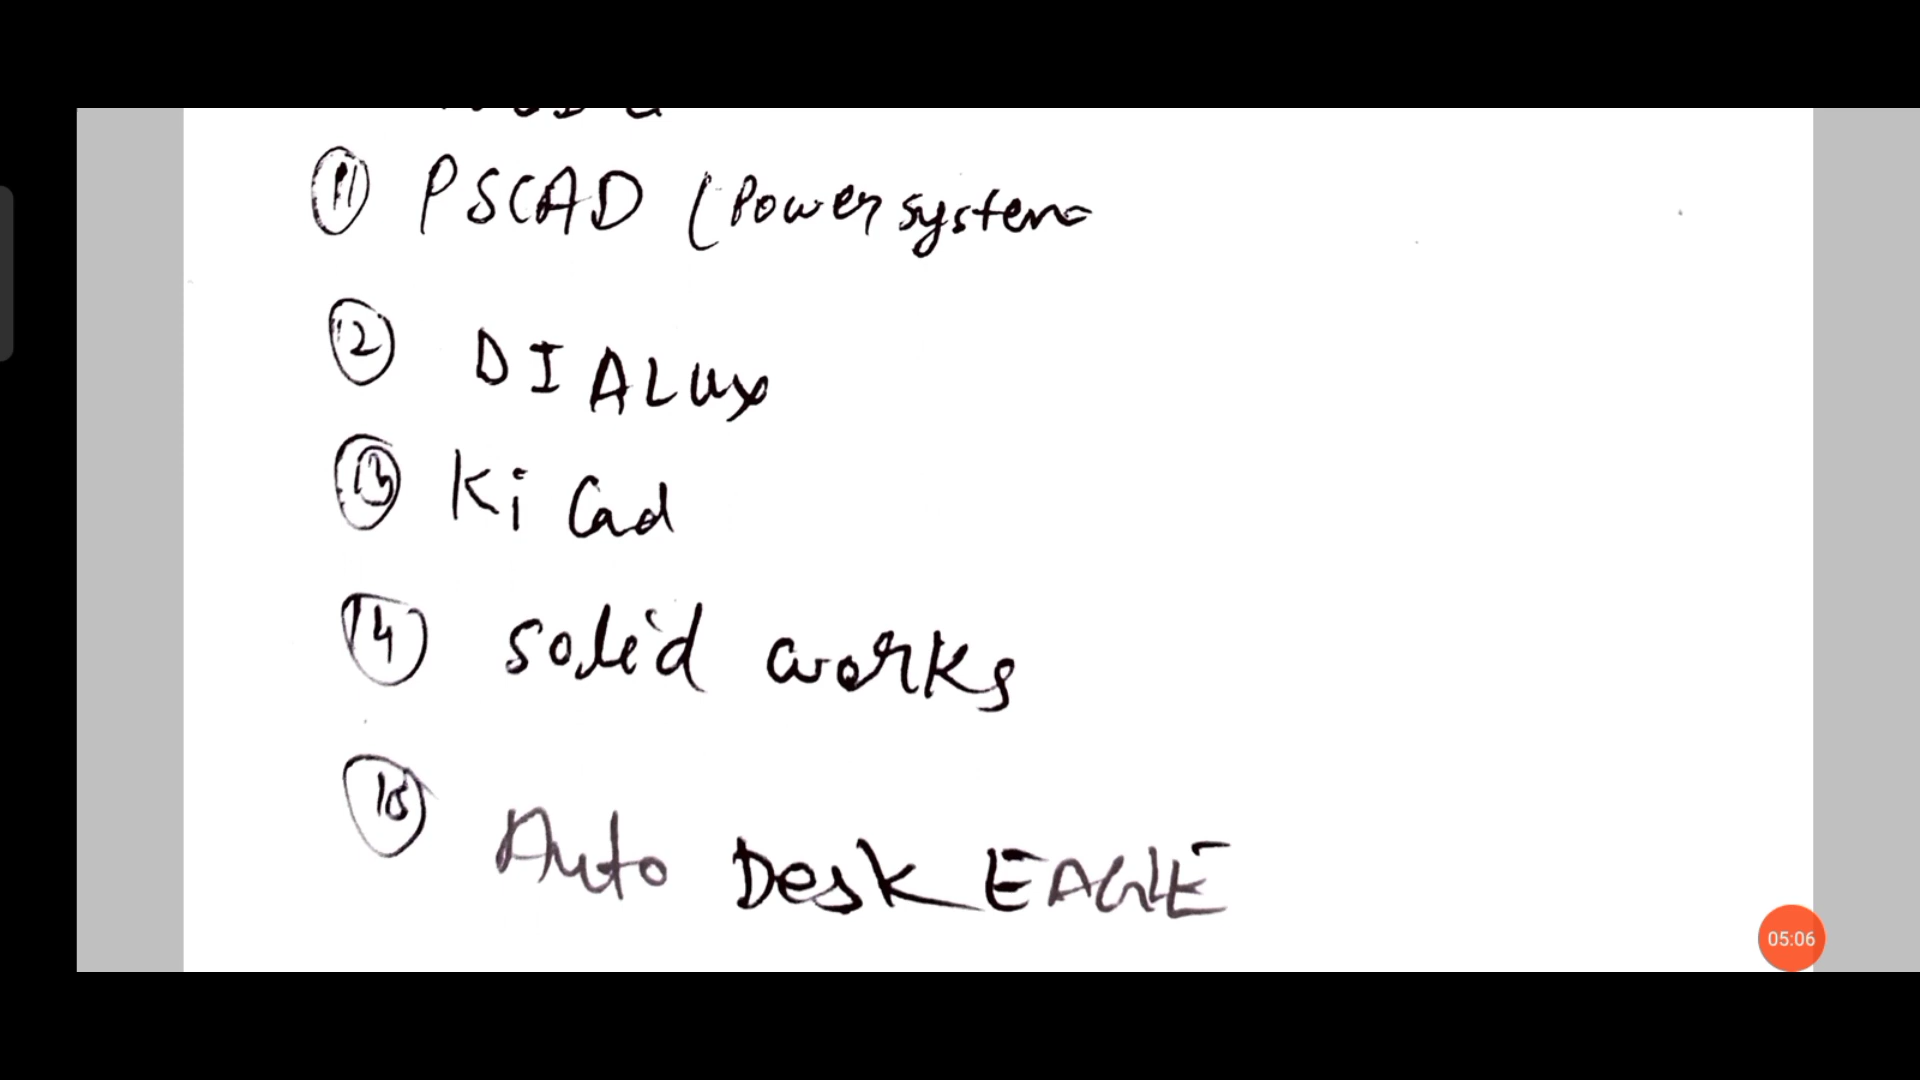 11 PSCAD (Power system
12 DIALux
13 Ki Cad
14 solid works
15 Auto Desk EAGLE
05:06